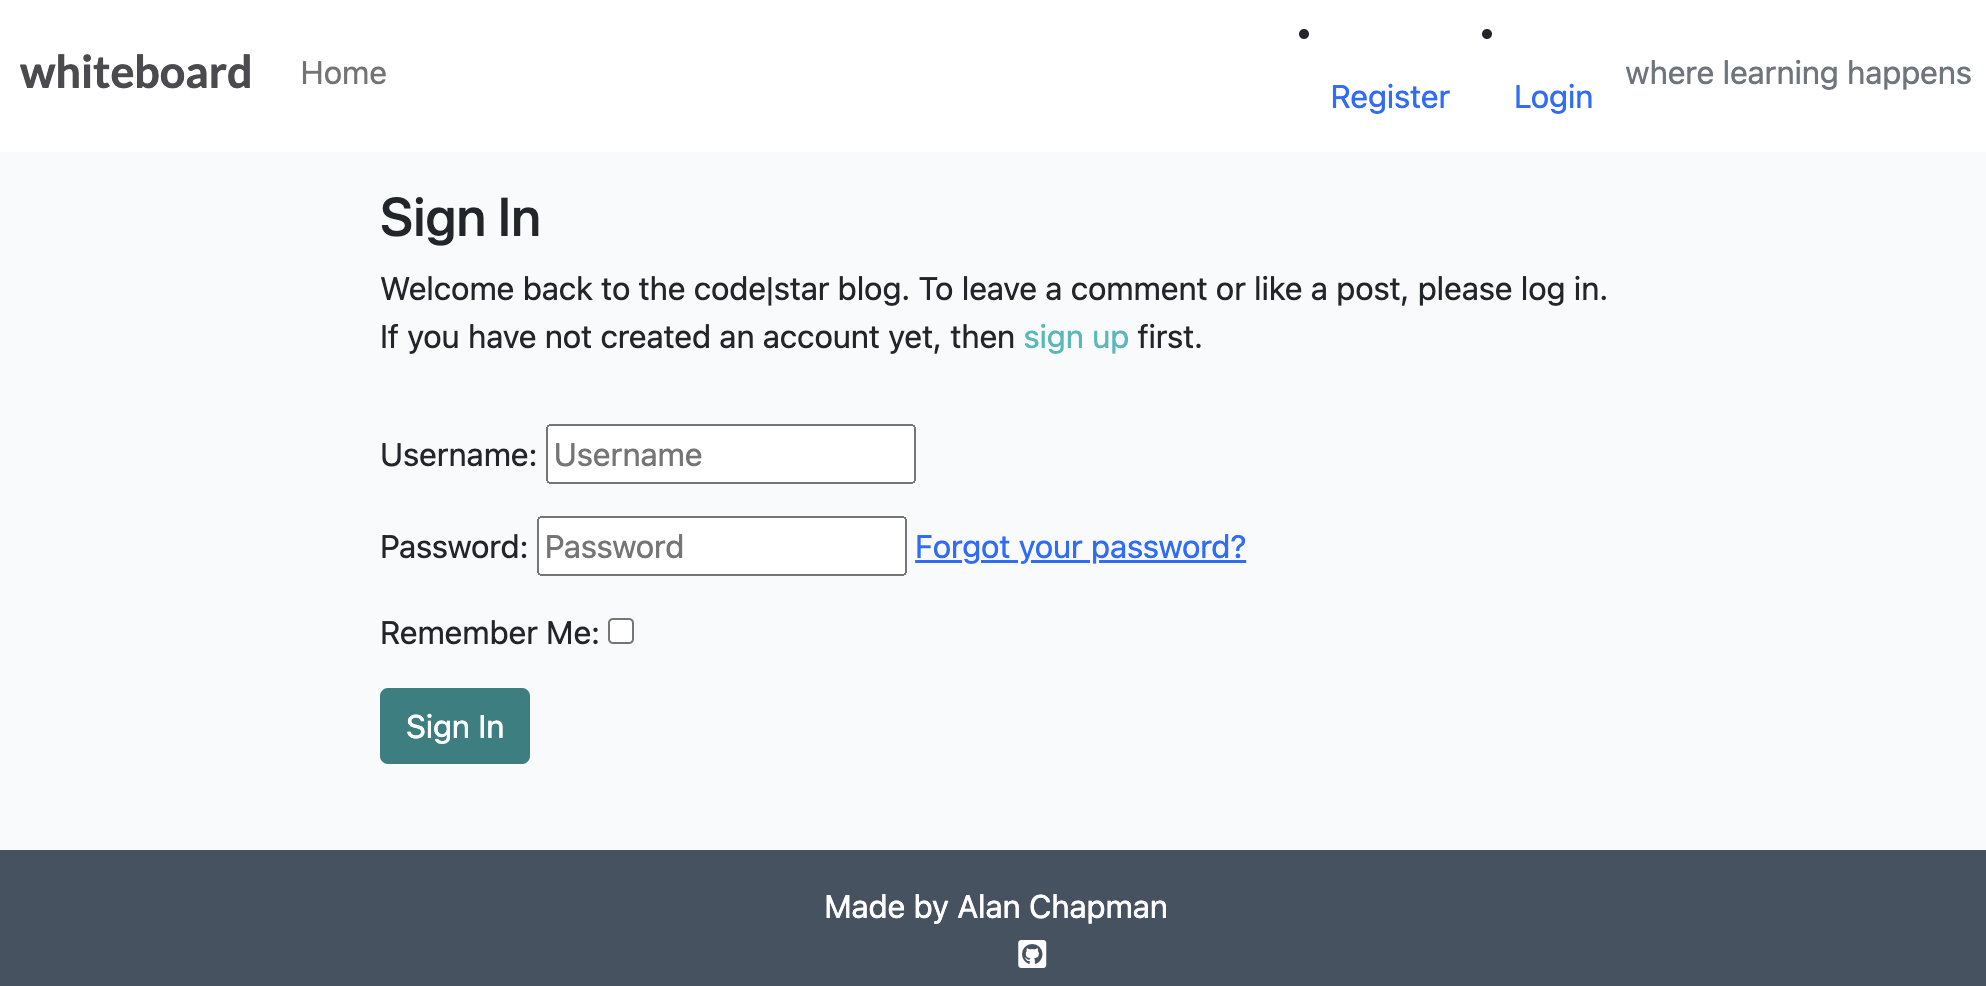 whiteboard
Home
Register
Login
where learning happens
Sign In
Welcome back to the code|star blog. To leave a comment or like a post, please log in.
If you have not created an account yet, then sign up first.
Username: Username
Password: Password Forgot your password?
Remember Me:
Sign In
Made by Alan Chapman